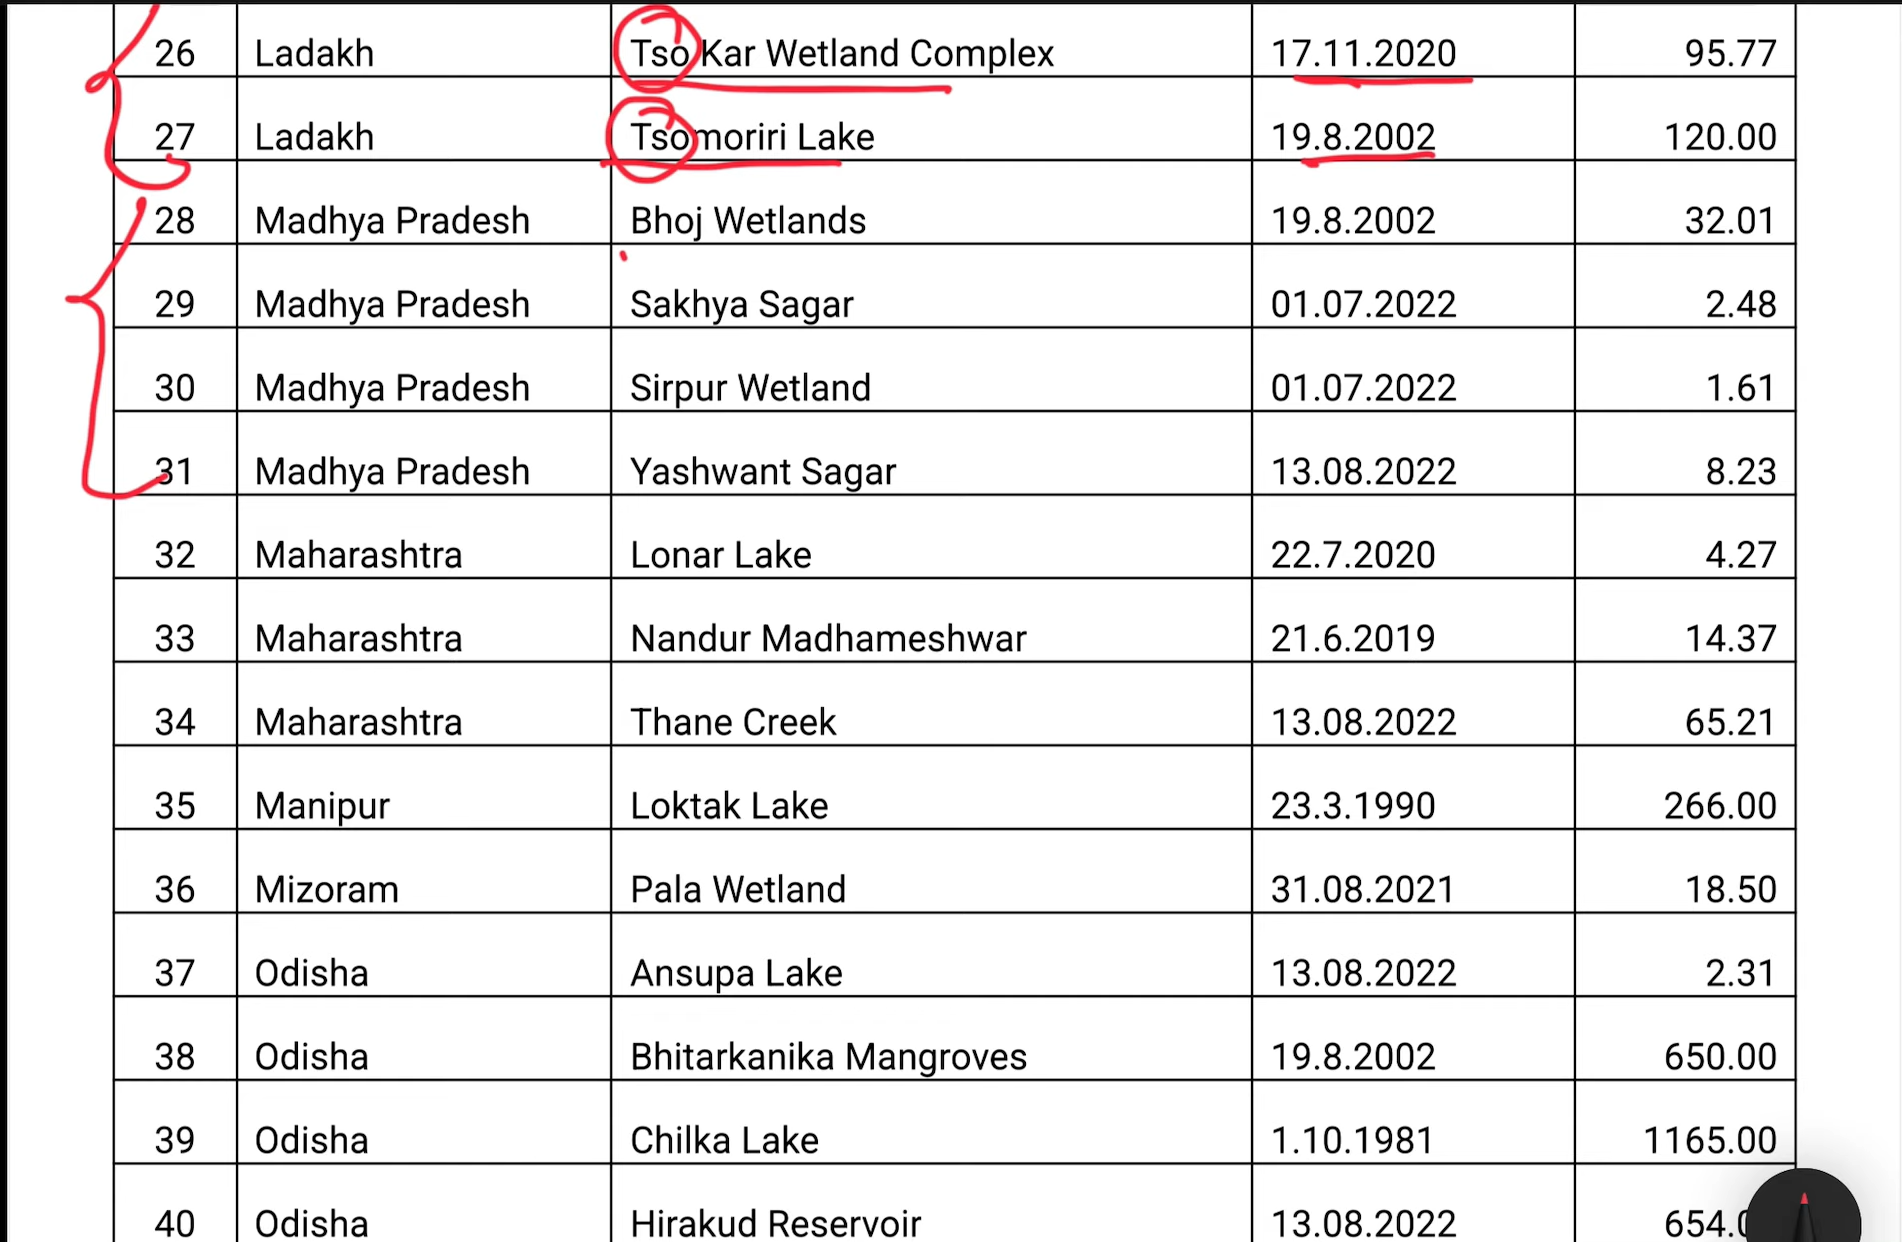 26 Ladakh Tso Kar Wetland Complex 17.11.2020 95.77
27 Ladakh Tsomoriri Lake 19.8.2002 120.00
28 Madhya Pradesh Bhoj Wetlands 19.8.2002 32.01
29 Madhya Pradesh Sakhya Sagar 01.07.2022 2.48
30 Madhya Pradesh Sirpur Wetland 01.07.2022 1.61
31 Madhya Pradesh Yashwant Sagar 13.08.2022 8.23
32 Maharashtra Lonar Lake 22.7.2020 4.27
33 Maharashtra Nandur Madhameshwar 21.6.2019 14.37
34 Maharashtra Thane Creek 13.08.2022 65.21
35 Manipur Loktak Lake 23.3.1990 266.00
36 Mizoram Pala Wetland 31.08.2021 18.50
37 Odisha Ansupa Lake 13.08.2022 2.31
38 Odisha Bhitarkanika Mangroves 19.8.2002 650.00
39 Odisha Chilka Lake 1.10.1981 1165.00
40 Odisha Hirakud Reservoir 13.08.2022